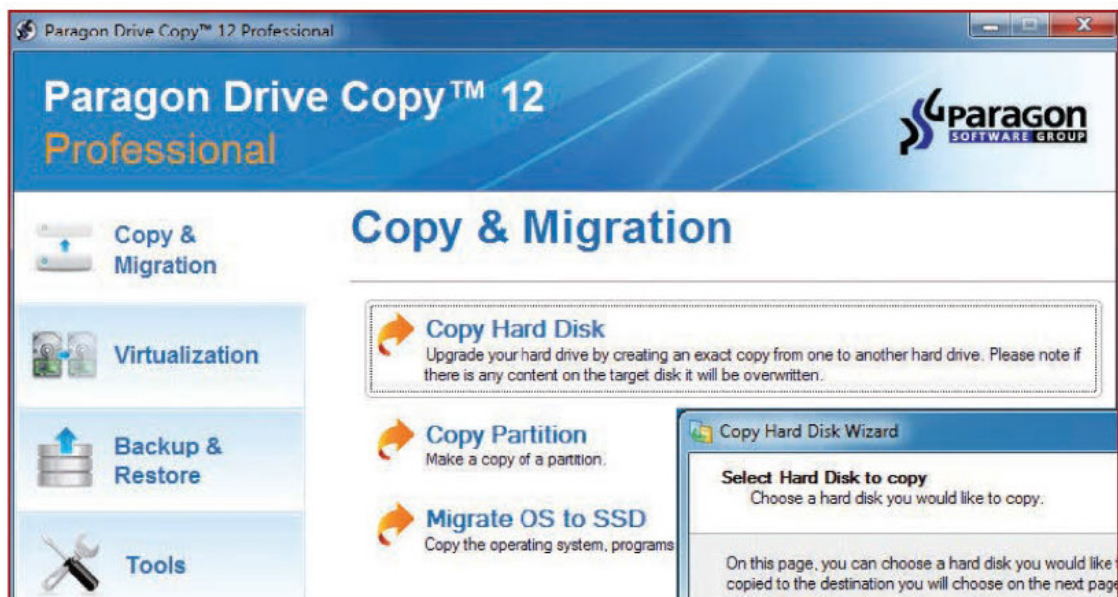 Paragon Drive Copy™ 12 Professional
Paragon Drive Copy™ 12
Professional
Paragon
SOFTWARE GROUP
Copy &
Migration
Virtualization
Backup &
Restore
Tools
Copy & Migration
Copy Hard Disk
Upgrade your hard drive by creating an exact copy from one to another hard drive. Please note if
there is any content on the target disk it will be overwritten.
Copy Partition
Make a copy of a partition.
Migrate OS to SSD
Copy the operating system, programs
Copy Hard Disk Wizard
Select Hard Disk to copy
Choose a hard disk you would like to copy.
On this page, you can choose a hard disk you would like
copied to the destination you will choose on the next page